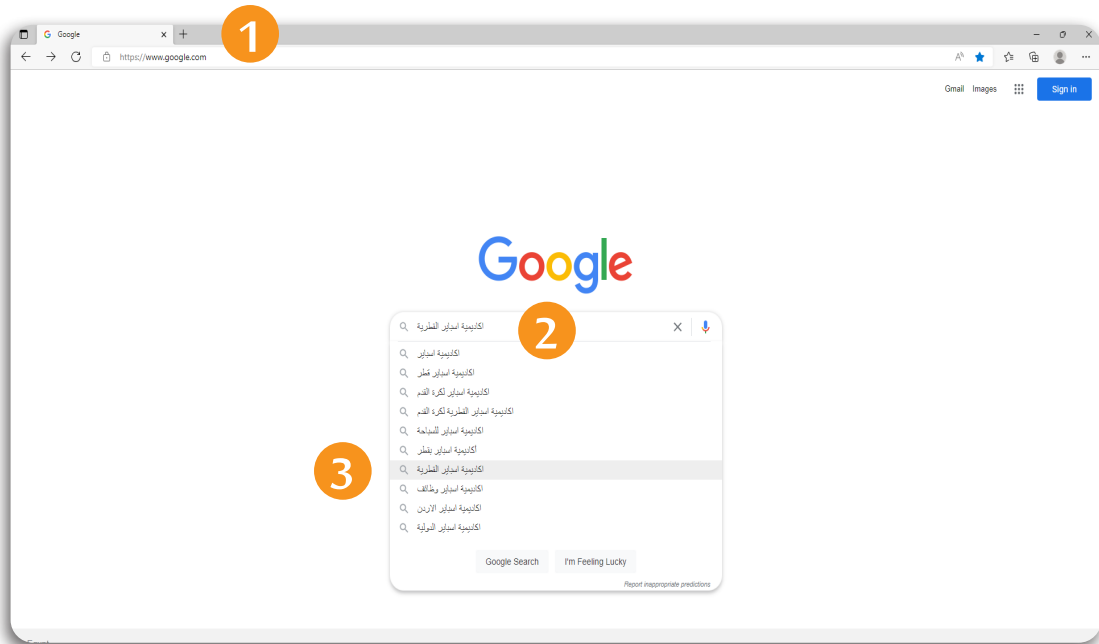 Google
1
https://www.google.com
Gmail Images Sign in
Google
اكاديمية اسباير القطرية
2
اكاديمية اسباير
اكاديمية اسباير قطر
اكاديمية اسباير لكرة القدم
اكاديمية اسباير القطرية لكرة القدم
اكاديمية اسباير للسباحة
أكاديمية اسباير بقطر
3
اكاديمية اسباير القطرية
اكاديمية اسباير وظائف
اكاديمية اسباير الاردن
اكاديمية اسباير الدولية
Google Search I'm Feeling Lucky
Report inappropriate predictions